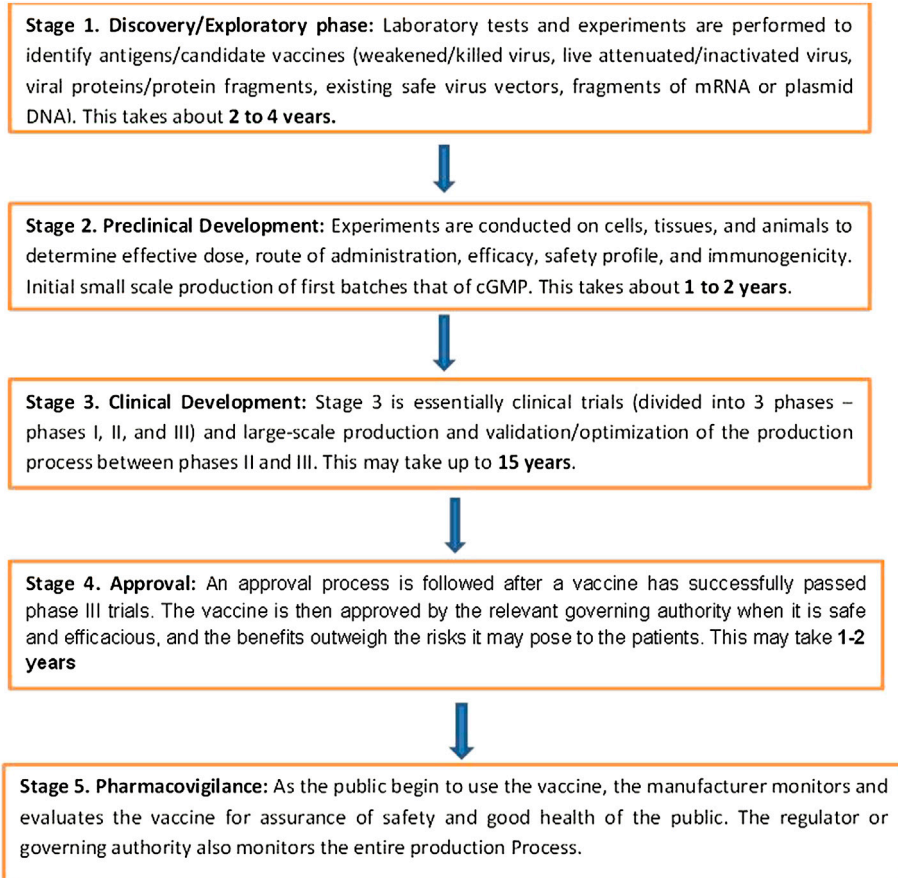 Stage 1. Discovery/Exploratory phase: Laboratory tests and experiments are performed to
identify antigens/candidate vaccines (weakened/killed virus, live attenuated/inactivated virus,
viral proteins/protein fragments, existing safe virus vectors, fragments of mRNA or plasmid
DNA). This takes about 2 to 4 years.
Stage 2. Preclinical Development: Experiments are conducted on cells, tissues, and animals to
determine effective dose, route of administration, efficacy, safety profile, and immunogenicity.
Initial small scale production of first batches that of cGMP. This takes about 1 to 2 years.
Stage 3. Clinical Development: Stage 3 is essentially clinical trials (divided into 3 phases –
phases I, II, and III) and large-scale production and validation/optimization of the production
process between phases II and III. This may take up to 15 years.
Stage 4. Approval: An approval process is followed after a vaccine has successfully passed
phase III trials. The vaccine is then approved by the relevant governing authority when it is safe
and efficacious, and the benefits outweigh the risks it may pose to the patients. This may take 1-2
years
Stage 5. Pharmacovigilance: As the public begin to use the vaccine, the manufacturer monitors and
evaluates the vaccine for assurance of safety and good health of the public. The regulator or
governing authority also monitors the entire production Process.